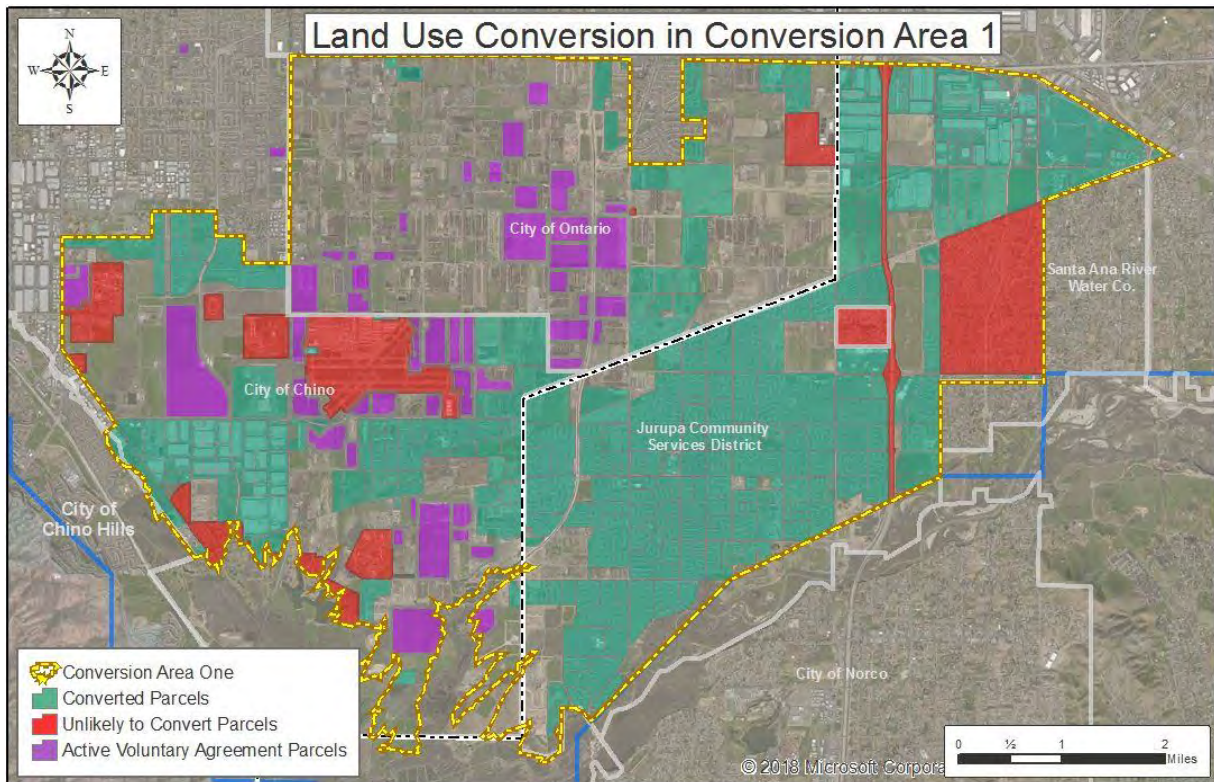 Land Use Conversion in Conversion Area 1
N
W E
S
City of Ontario
Santa Ana River
Water Co.
City of Chino
Jurupa Community
Services District
City of
Chino Hills
City of Norco
Conversion Area One
Converted Parcels
Unlikely to Convert Parcels
Active Voluntary Agreement Parcels
0 ½ 1 2
Miles
© 2018 Microsoft Corpora